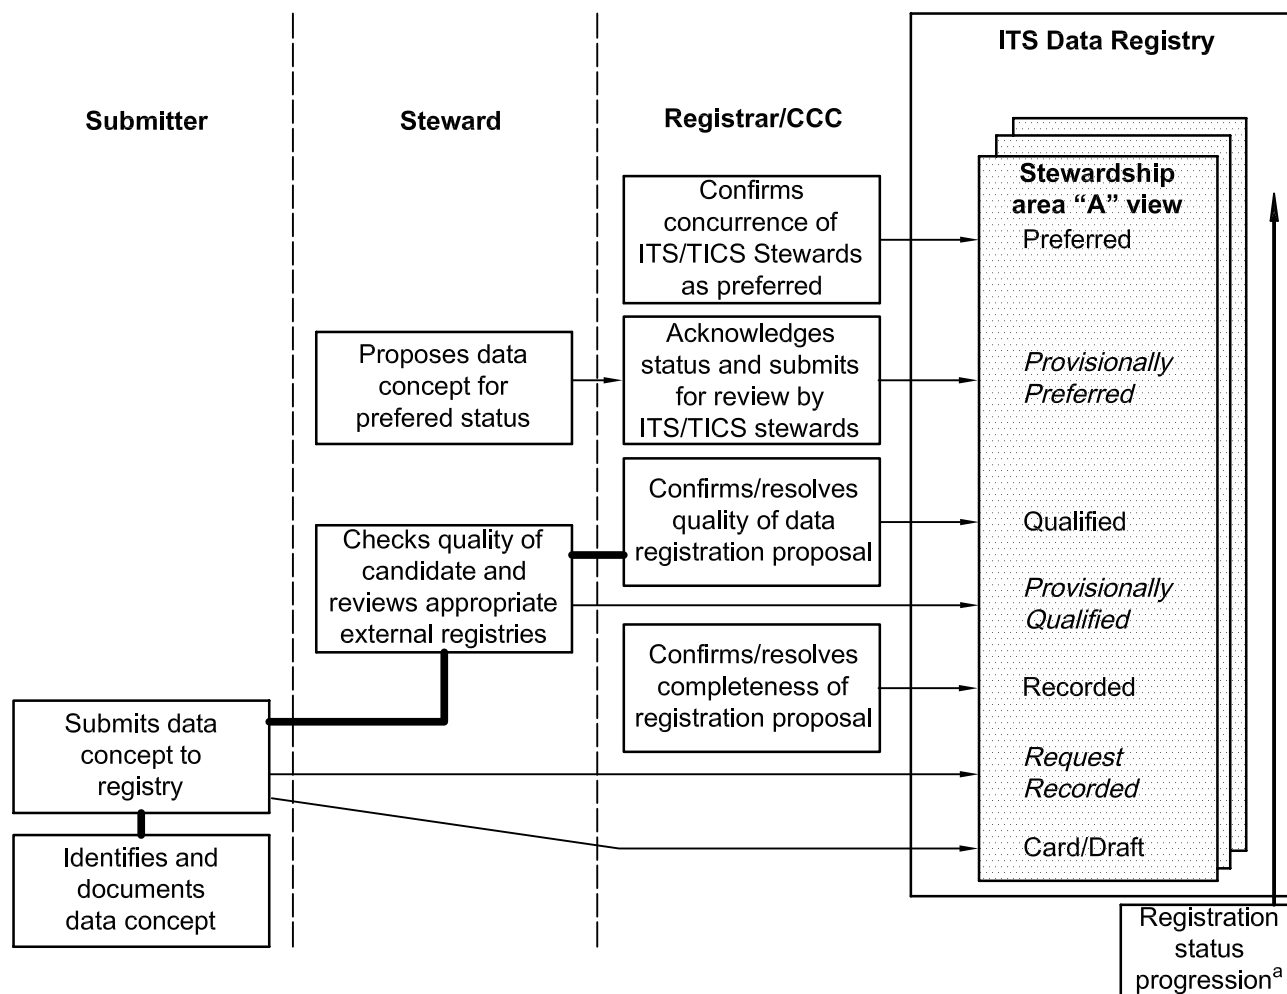 ITS Data Registry
Submitter
Steward
Registrar/CCC
Confirms
concurrence of
ITS/TICS Stewards
as preferred
Stewardship
area “A” view
Preferred
Proposes data
concept for
prefered status
Acknowledges
status and submits
for review by
ITS/TICS stewards
Provisionally
Preferred
Checks quality of
candidate and
reviews appropriate
external registries
Confirms/resolves
quality of data
registration proposal
Qualified
Provisionally
Qualified
Confirms/resolves
completeness of
registration proposal
Recorded
Submits data
concept to
registry
Request
Recorded
Card/Draft
Identifies and
documents
data concept
Registration
status
progressionᵃ